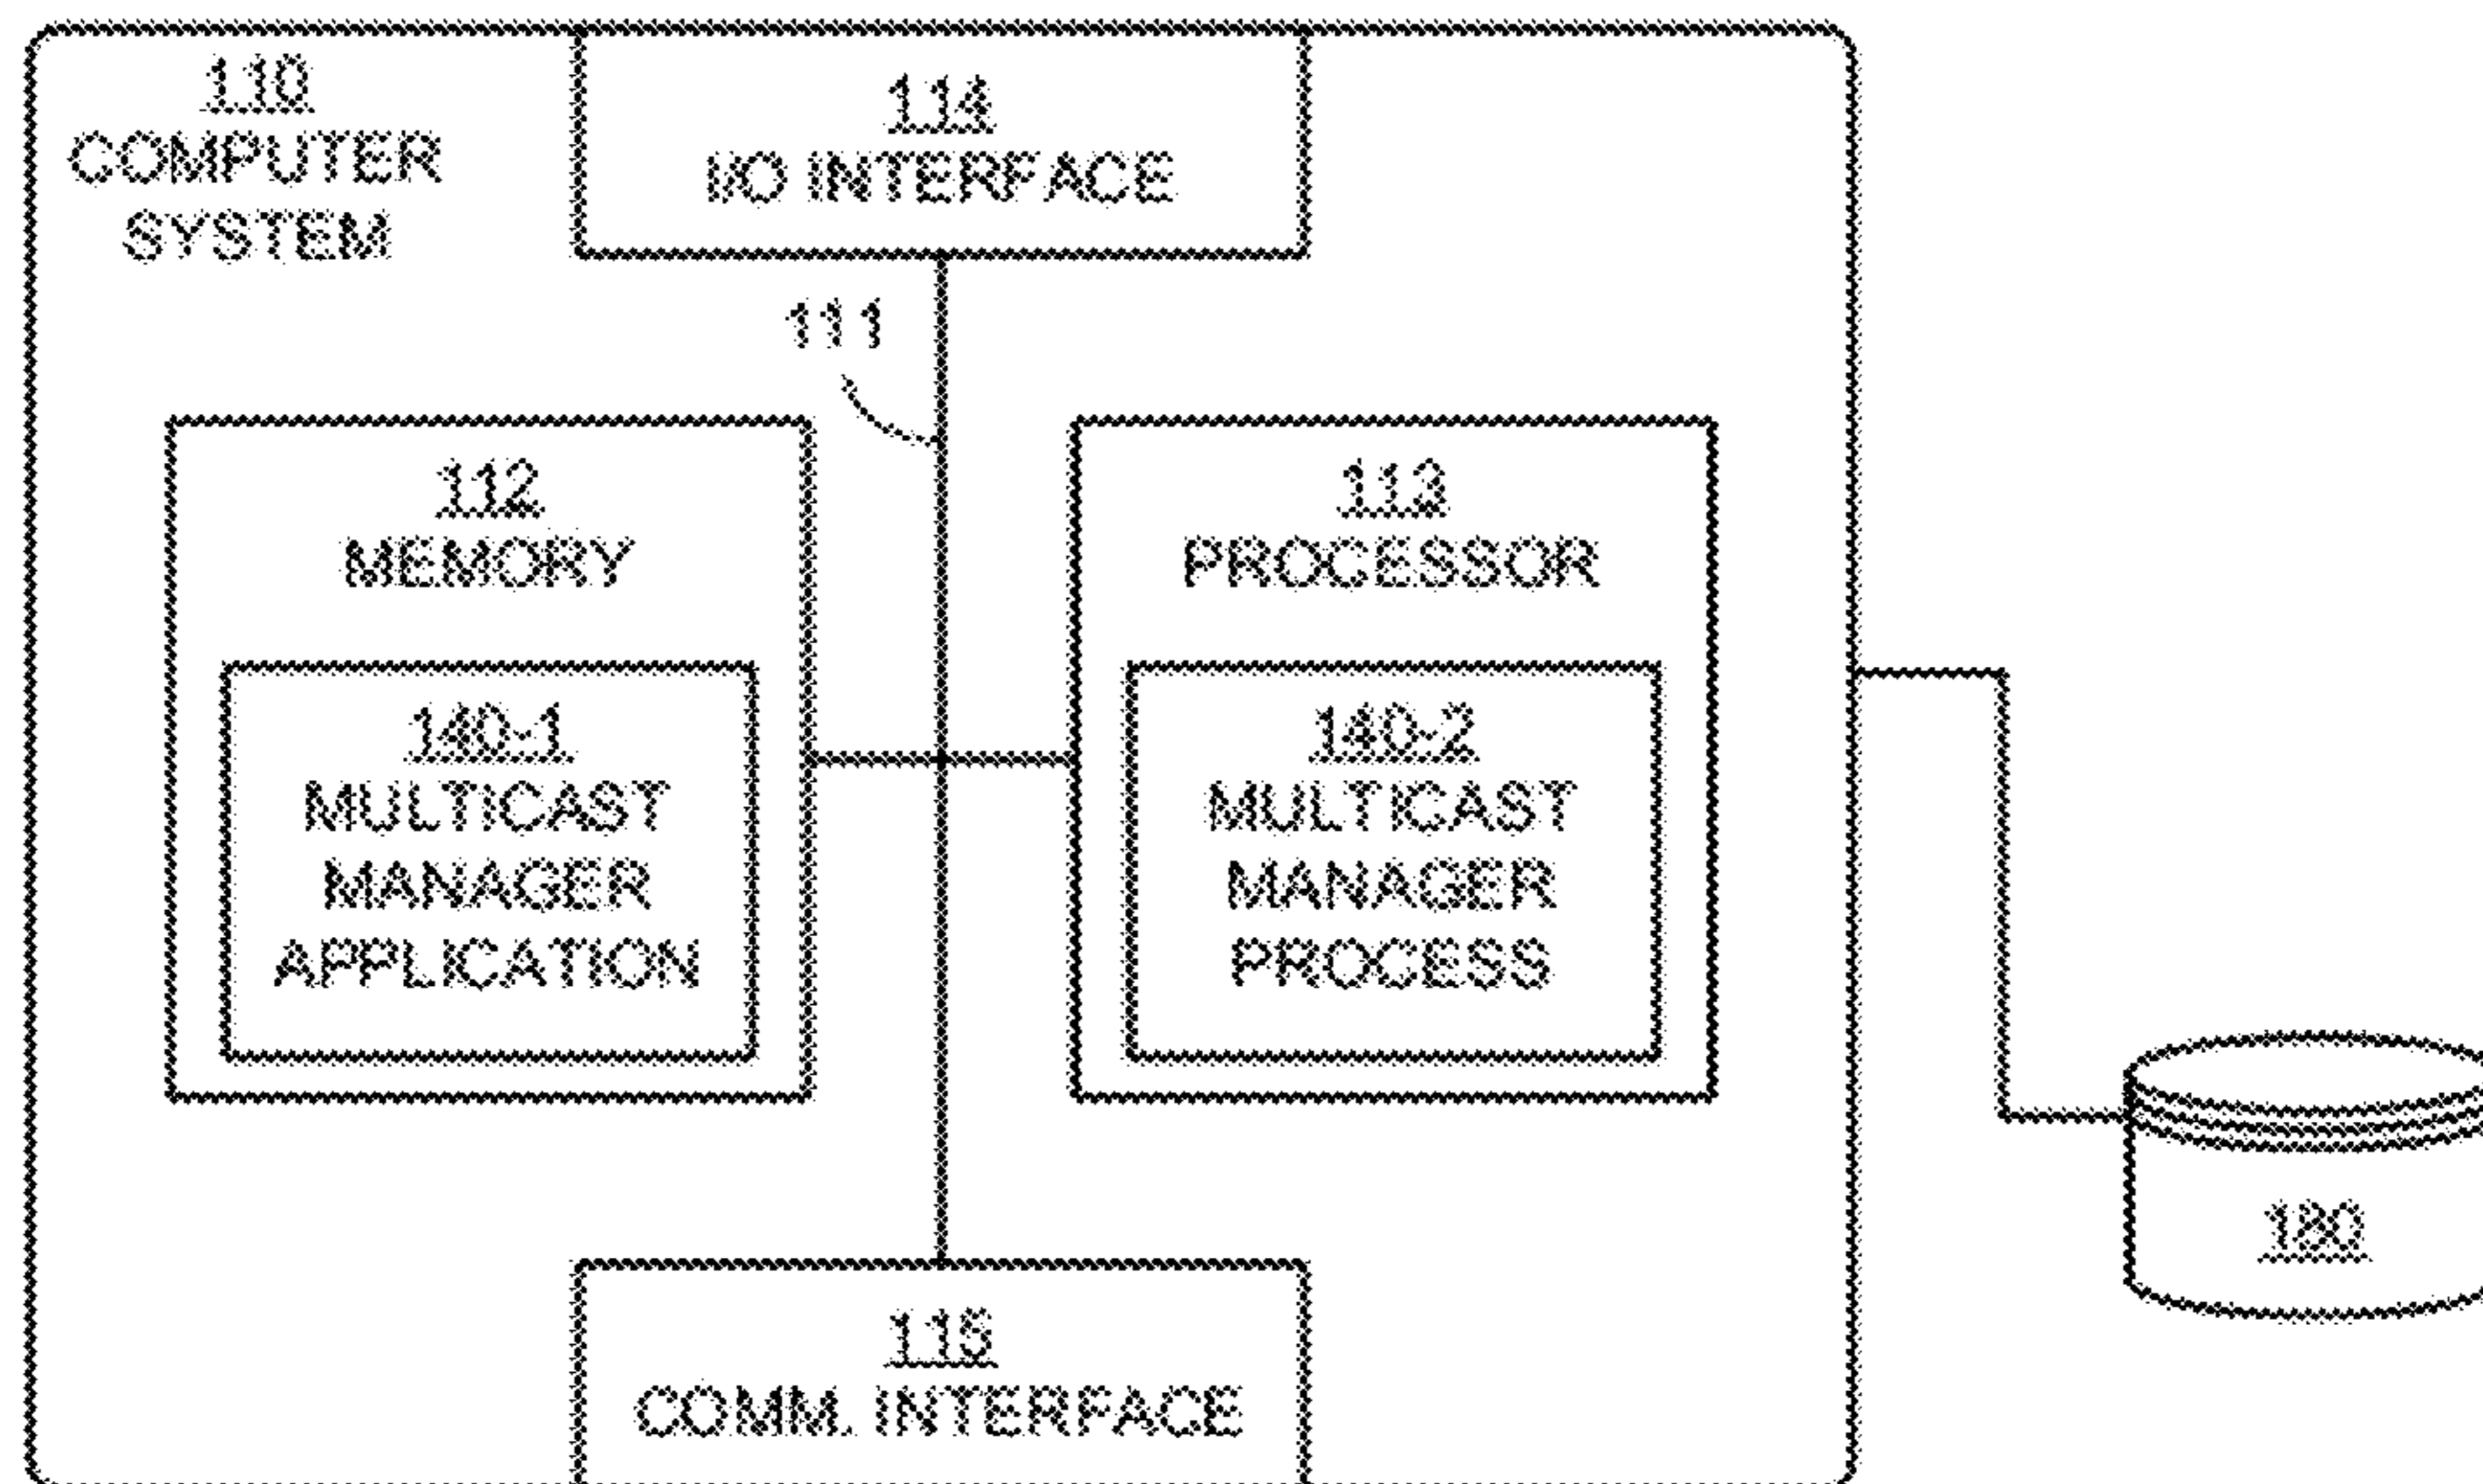 110
COMPUTER
SYSTEM
114
I/O INTERFACE
111
112
MEMORY
113
PROCESSOR
140-1
MULTICAST
MANAGER
APPLICATION
140-2
MULTICAST
MANAGER
PROCESS
180
115
COMM. INTERFACE